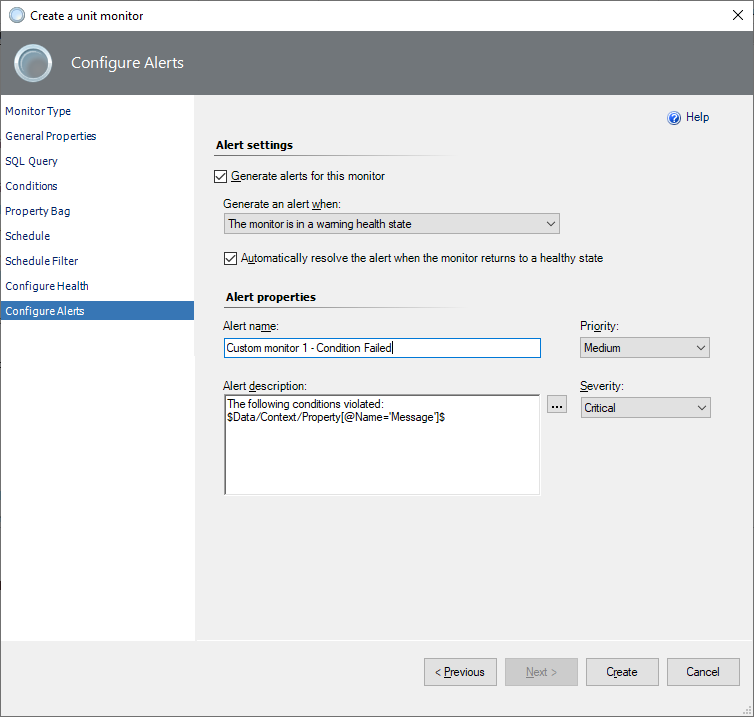 Create a unit monitor
Configure Alerts
Monitor Type
General Properties
SQL Query
Conditions
Property Bag
Schedule
Schedule Filter
Configure Health
Configure Alerts
Help
Alert settings
Generate alerts for this monitor
Generate an alert when:
The monitor is in a warning health state
Automatically resolve the alert when the monitor returns to a healthy state
Alert properties
Alert name:
Custom monitor 1 - Condition Failed
Priority:
Medium
Alert description:
The following conditions violated:
$Data/Context/Property[@Name='Message']$
...
Severity:
Critical
< Previous
Next >
Create
Cancel